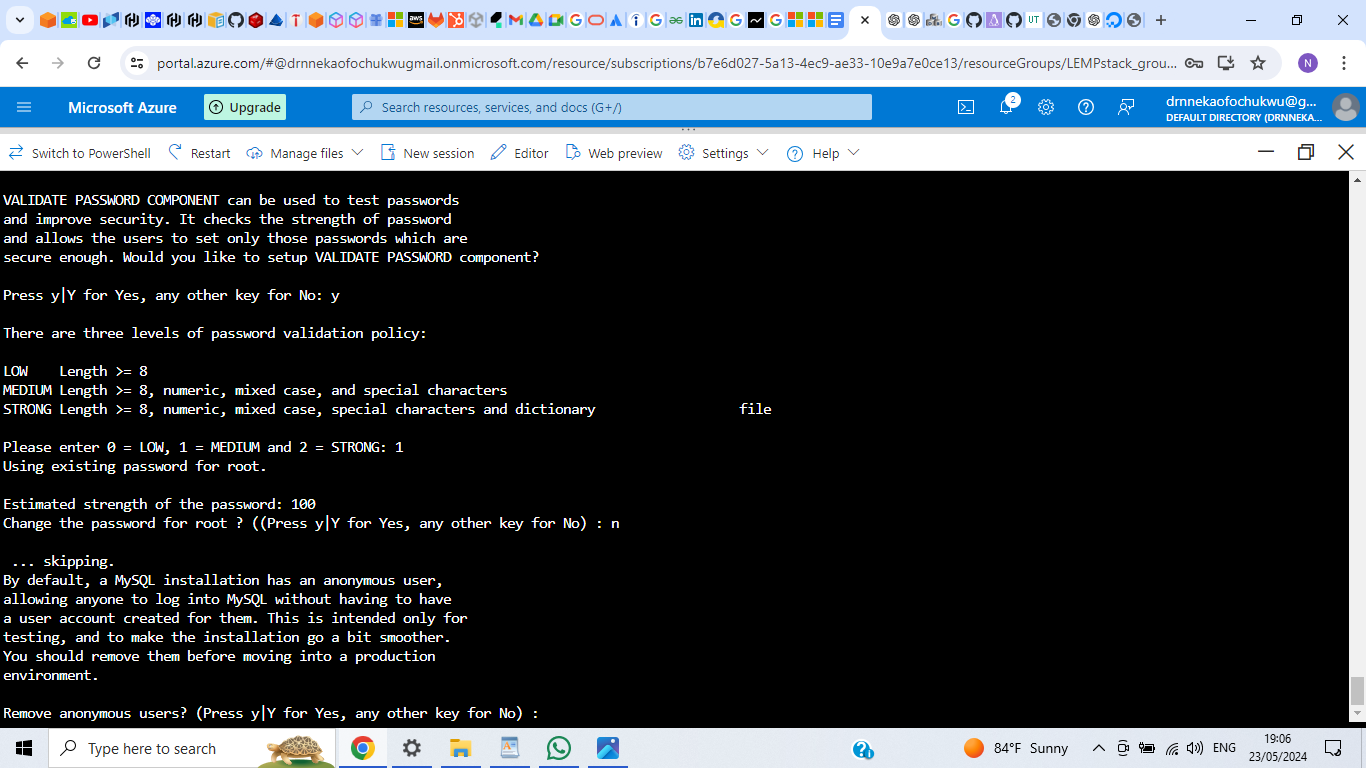 UT
portal.azure.com/#@drnnekaofochukwugmail.onmicrosoft.com/resource/subscriptions/b7e6d027-5a13-4ec9-ae33-10e9a7e0ce13/resourceGroups/LEMPstack_grou...
N
Microsoft Azure
Upgrade
Search resources, services, and docs (G+/)
2
drnnekaofochukwu@g...
DEFAULT DIRECTORY (DRNNEKA...
Switch to PowerShell
Restart
Manage files
New session
Editor
Web preview
Settings
Help
VALIDATE PASSWORD COMPONENT can be used to test passwords
and improve security. It checks the strength of password
and allows the users to set only those passwords which are
secure enough. Would you like to setup VALIDATE PASSWORD component?
Press y|Y for Yes, any other key for No: y
There are three levels of password validation policy:
LOW    Length >= 8
MEDIUM Length >= 8, numeric, mixed case, and special characters
STRONG Length >= 8, numeric, mixed case, special characters and dictionary                  file
Please enter 0 = LOW, 1 = MEDIUM and 2 = STRONG: 1
Using existing password for root.
Estimated strength of the password: 100
Change the password for root ? ((Press y|Y for Yes, any other key for No) : n
 ... skipping.
By default, a MySQL installation has an anonymous user,
allowing anyone to log into MySQL without having to have
a user account created for them. This is intended only for
testing, and to make the installation go a bit smoother.
You should remove them before moving into a production
environment.
Remove anonymous users? (Press y|Y for Yes, any other key for No) :
Type here to search
84°F Sunny
ENG
19:06
23/05/2024